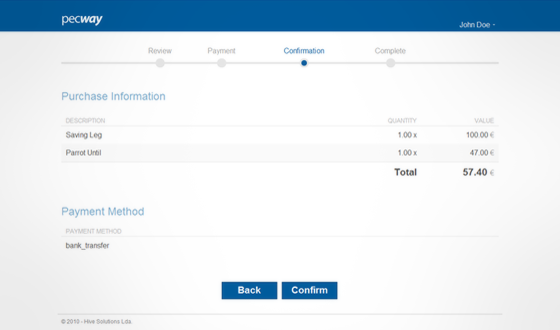 pecway
John Doe
Review Payment Confirmation Complete
Purchase Information
DESCRIPTION QUANTITY VALUE
Saving Leg 1.00 x 100.00 €
Parrot Until 1.00 x 47.00 €
Total 57.40 €
Payment Method
PAYMENT METHOD
bank_transfer
Back Confirm
© 2010 - Hive Solutions Lda.